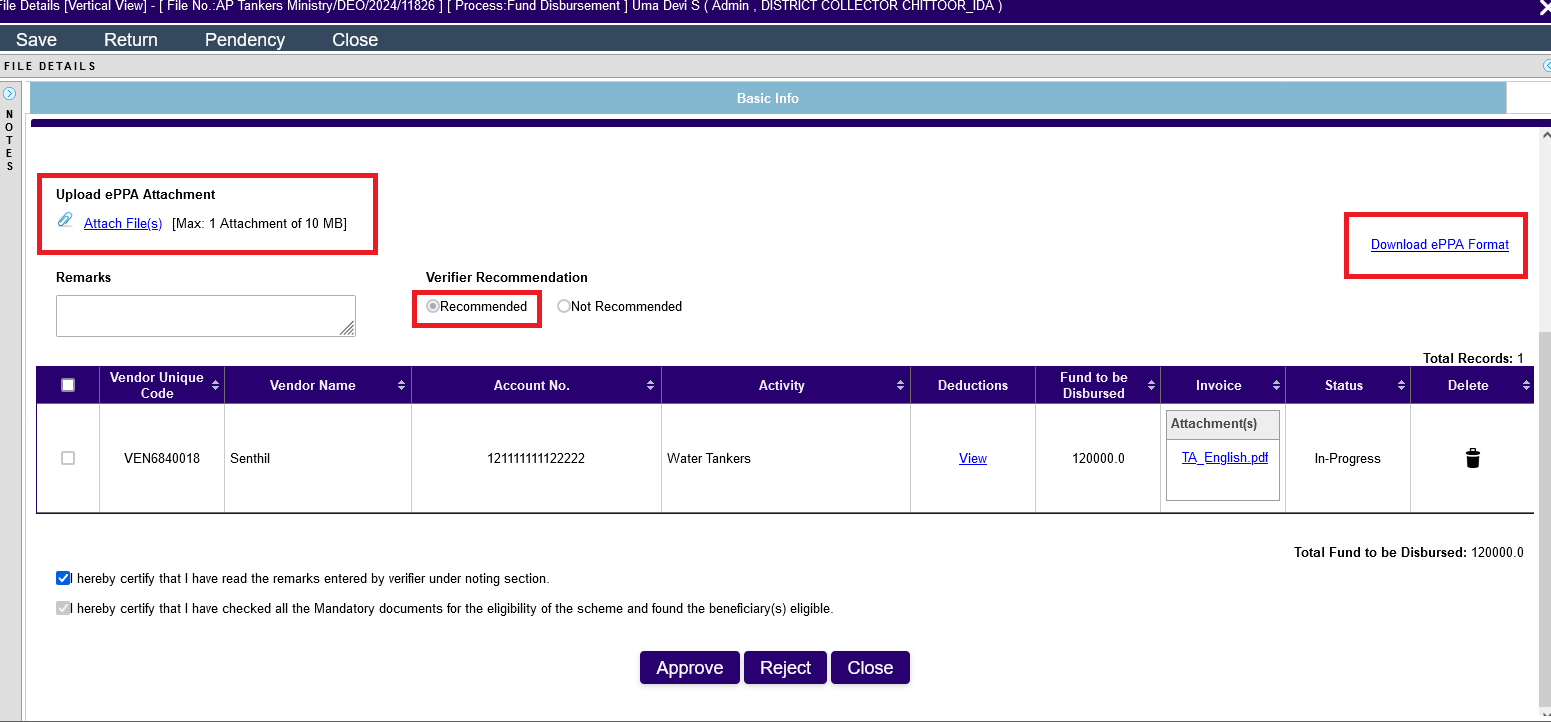 File Details [Vertical View] - [ File No.:AP Tankers Ministry/DEO/2024/11826 ] [ Process:Fund Disbursement ] Uma Devi S ( Admin , DISTRICT COLLECTOR CHITTOOR_IDA )
Save Return Pendency Close
FILE DETAILS
NOTES
Basic Info
Upload ePPA Attachment
Attach File(s) [Max: 1 Attachment of 10 MB]
Download ePPA Format
Remarks Verifier Recommendation
Recommended Not Recommended
Total Records: 1
Vendor Unique Code Vendor Name Account No. Activity Deductions Fund to be Disbursed Invoice Status Delete
Attachment(s)
VEN6840018 Senthil 121111111122222 Water Tankers View 120000.0 TA_English.pdf In-Progress
Total Fund to be Disbursed: 120000.0
I hereby certify that I have read the remarks entered by verifier under noting section.
I hereby certify that I have checked all the Mandatory documents for the eligibility of the scheme and found the beneficiary(s) eligible.
Approve Reject Close